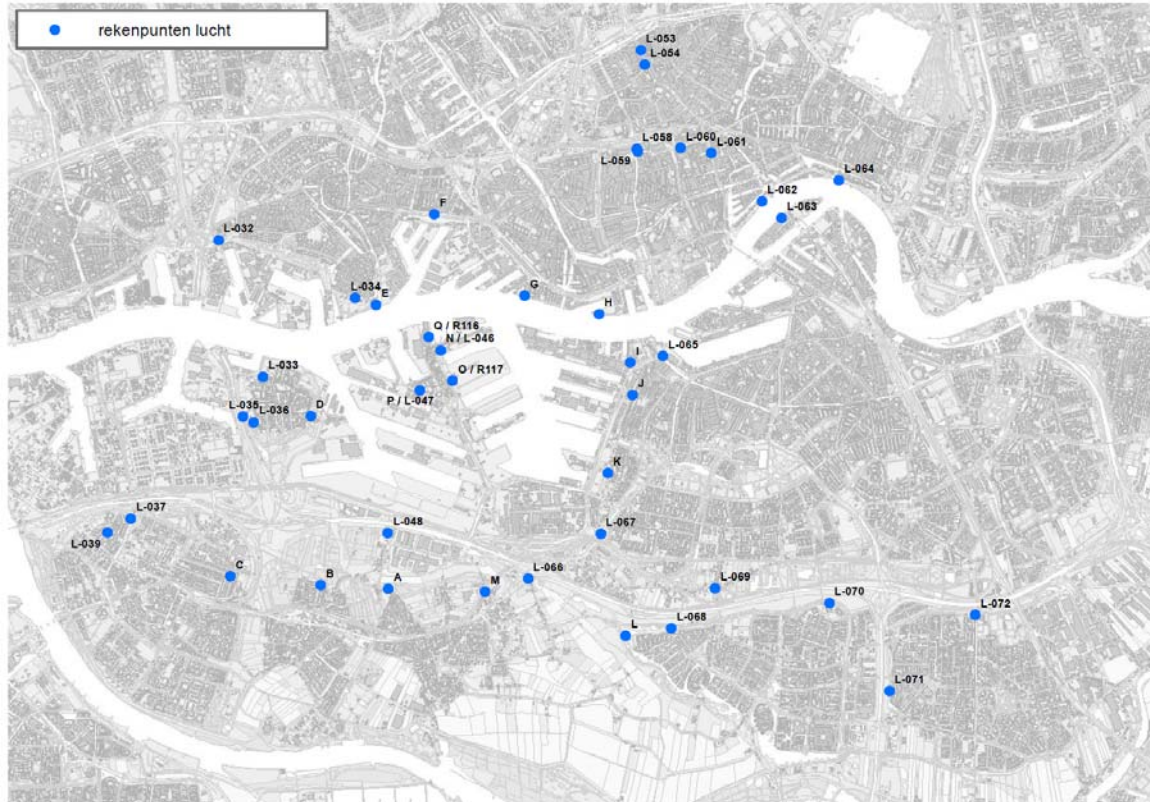 rekenpunten lucht
L-053
L-054
L-058
L-060
L-059
L-061
L-064
L-062
L-063
F
L-032
L-034
E
G
H
Q / R116
N / L-046
I
L-065
L-033
O / R117
P / L-047
J
L-035
L-036
D
K
L-037
L-039
L-048
L-067
C
B
A
M
L-066
L-069
L-070
L-072
L
L-068
L-071